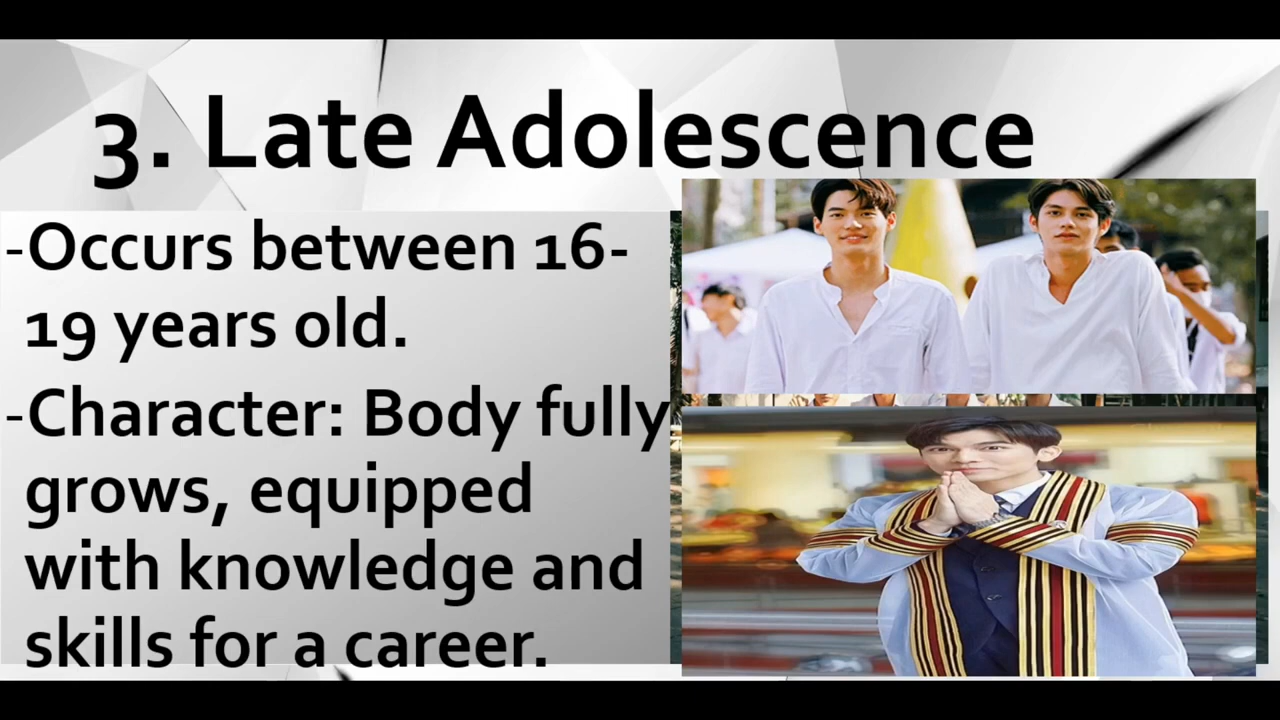 3. Late Adolescence
-Occurs between 16-
19 years old.
-Character: Body fully
grows, equipped
with knowledge and
skills for a career.